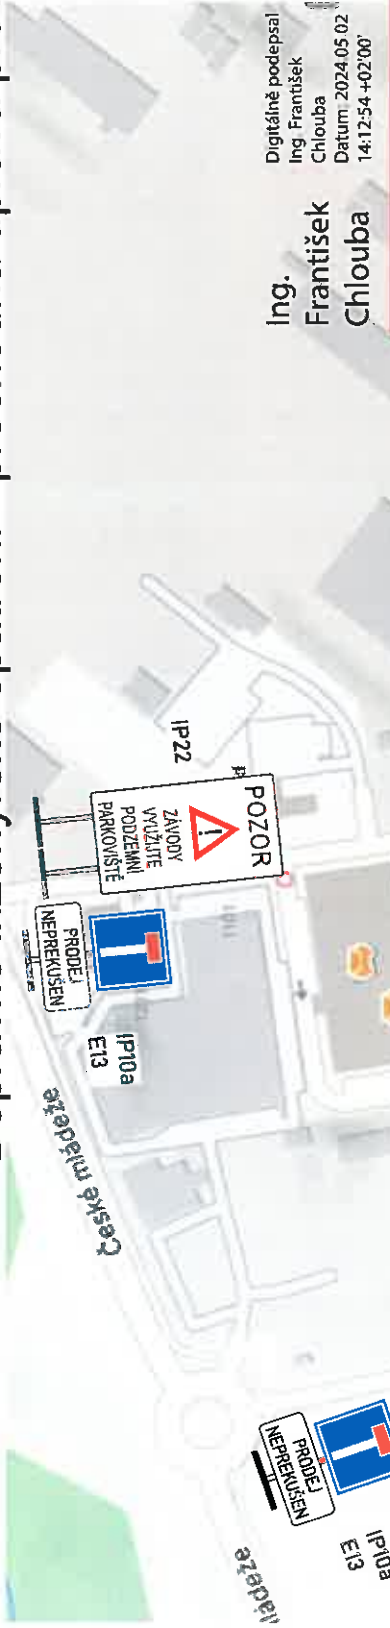 Ing.
František
Chlouba
Digitálně podepsal
Ing. František
Chlouba
Datum: 2024.05.02
14:12:54 +02'00'
IP22
P
POZOR
ZÁVODY
VYUŽIJTE
PODZEMNÍ
PARKOVIŠTĚ
PRODEJ
NEPŘERUŠEN
IP10a
E13
České mládeže
PRODEJ
NEPŘERUŠEN
IP10a
E13
mládeže